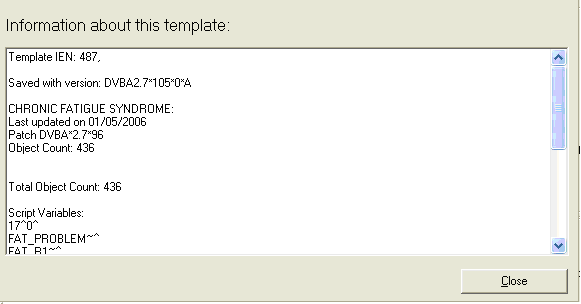 Information about this template:
Template IEN: 487,
Saved with version: DVBA2.7*105*0*A
CHRONIC FATIGUE SYNDROME:
Last updated on 01/05/2006
Patch DVBA*2.7*96
Object Count: 436
Total Object Count: 436
Script Variables:
17^0^
FAT_PROBLEM~^
FAT_R1~^
Close